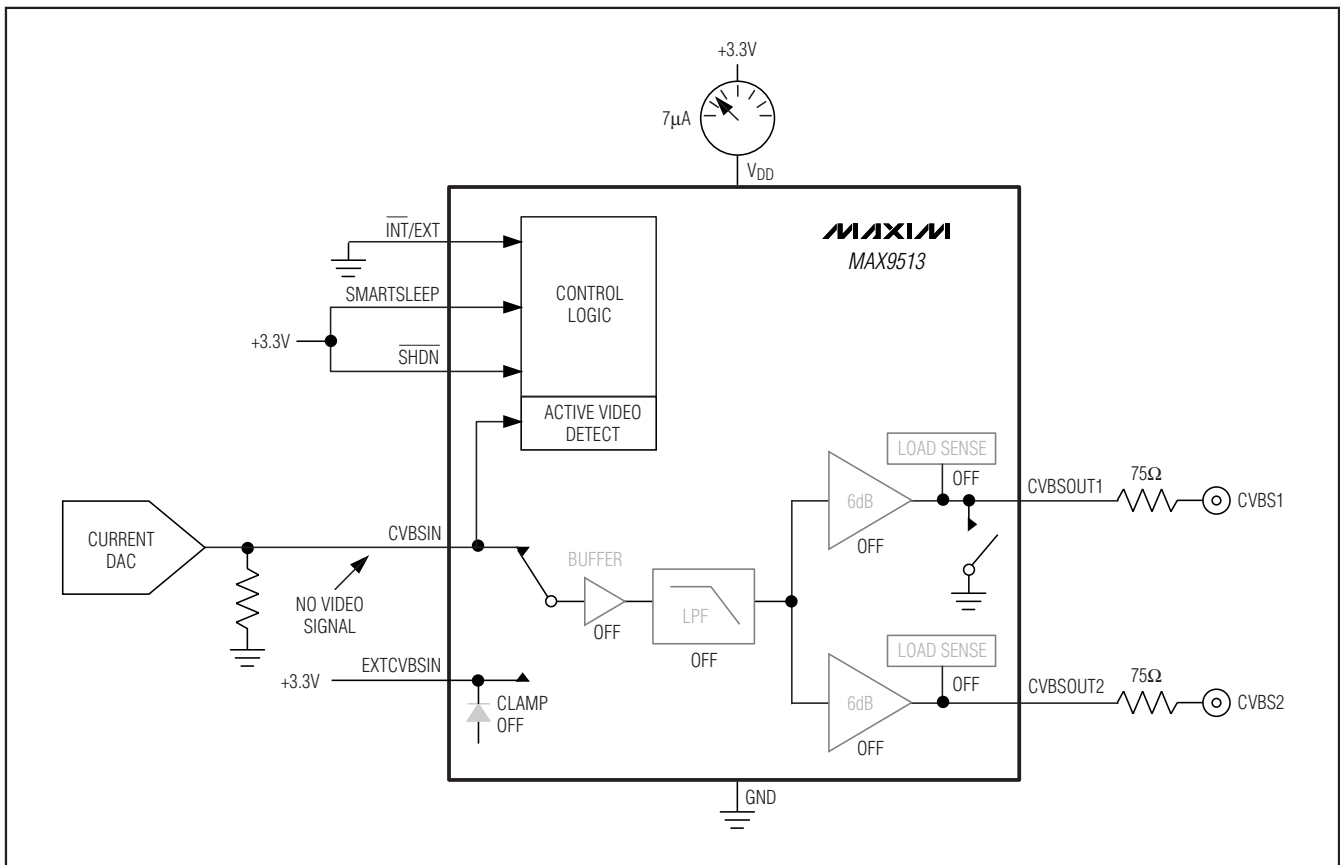 +3.3V
7µA
VDD
INT/EXT
MAXIM
MAX9513
SMARTSLEEP
CONTROL
LOGIC
+3.3V
SHDN
ACTIVE VIDEO
DETECT
LOAD SENSE
OFF
CVBSOUT1
75Ω
CVBS1
6dB
OFF
CURRENT
DAC
CVBSIN
NO VIDEO
SIGNAL
BUFFER
OFF
LPF
OFF
LOAD SENSE
OFF
CVBSOUT2
75Ω
CVBS2
6dB
OFF
EXTCVBSIN
+3.3V
CLAMP
OFF
GND